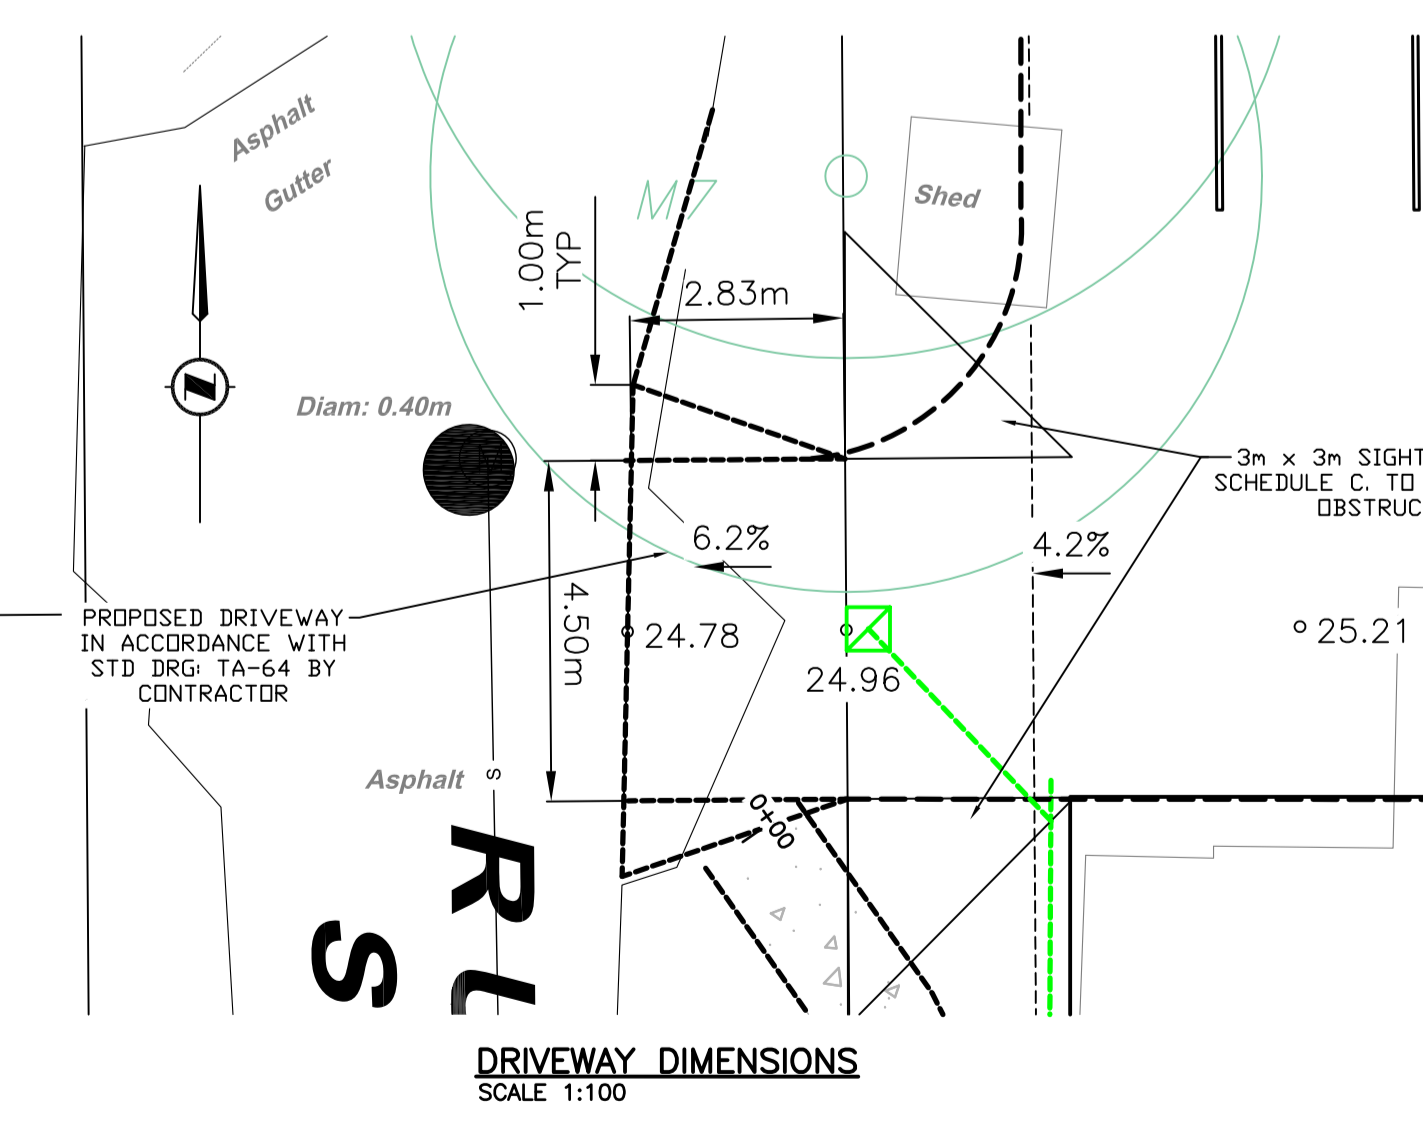 Asphalt
Gutter
M7
Shed
1.00m
TYP
2.83m
Diam: 0.40m
3m x 3m SIGHT
SCHEDULE C. TO
OBSTRUC
6.2%
4.2%
4.50m
PROPOSED DRIVEWAY
IN ACCORDANCE WITH
STD DRG: TA-64 BY
CONTRACTOR
24.78
24.96
25.21
Asphalt
S
0+00
R L
S
DRIVEWAY DIMENSIONS
SCALE 1:100